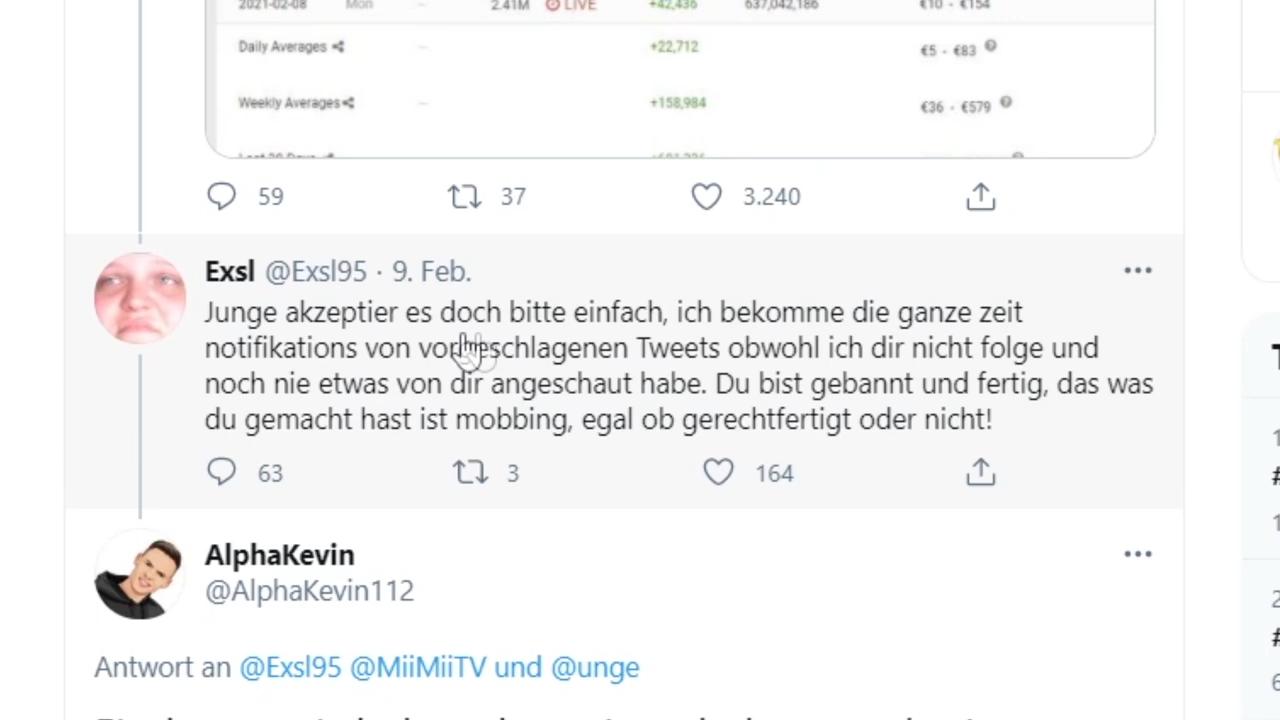 2021-02-08 Mon -- 2.41M LIVE +42,436 637,042,186 €10 - €154
Daily Averages -- +22,712 €5 - €83
Weekly Averages -- +158,984 €36 - €579
59 37 3.240
Exsl @Exsl95 · 9. Feb.
Junge akzeptier es doch bitte einfach, ich bekomme die ganze zeit
notifikations von vorgeschlagenen Tweets obwohl ich dir nicht folge und
noch nie etwas von dir angeschaut habe. Du bist gebannt und fertig, das was
du gemacht hast ist mobbing, egal ob gerechtfertigt oder nicht!
63 3 164
AlphaKevin
@AlphaKevin112
Antwort an @Exsl95 @MiiMiiTV und @unge